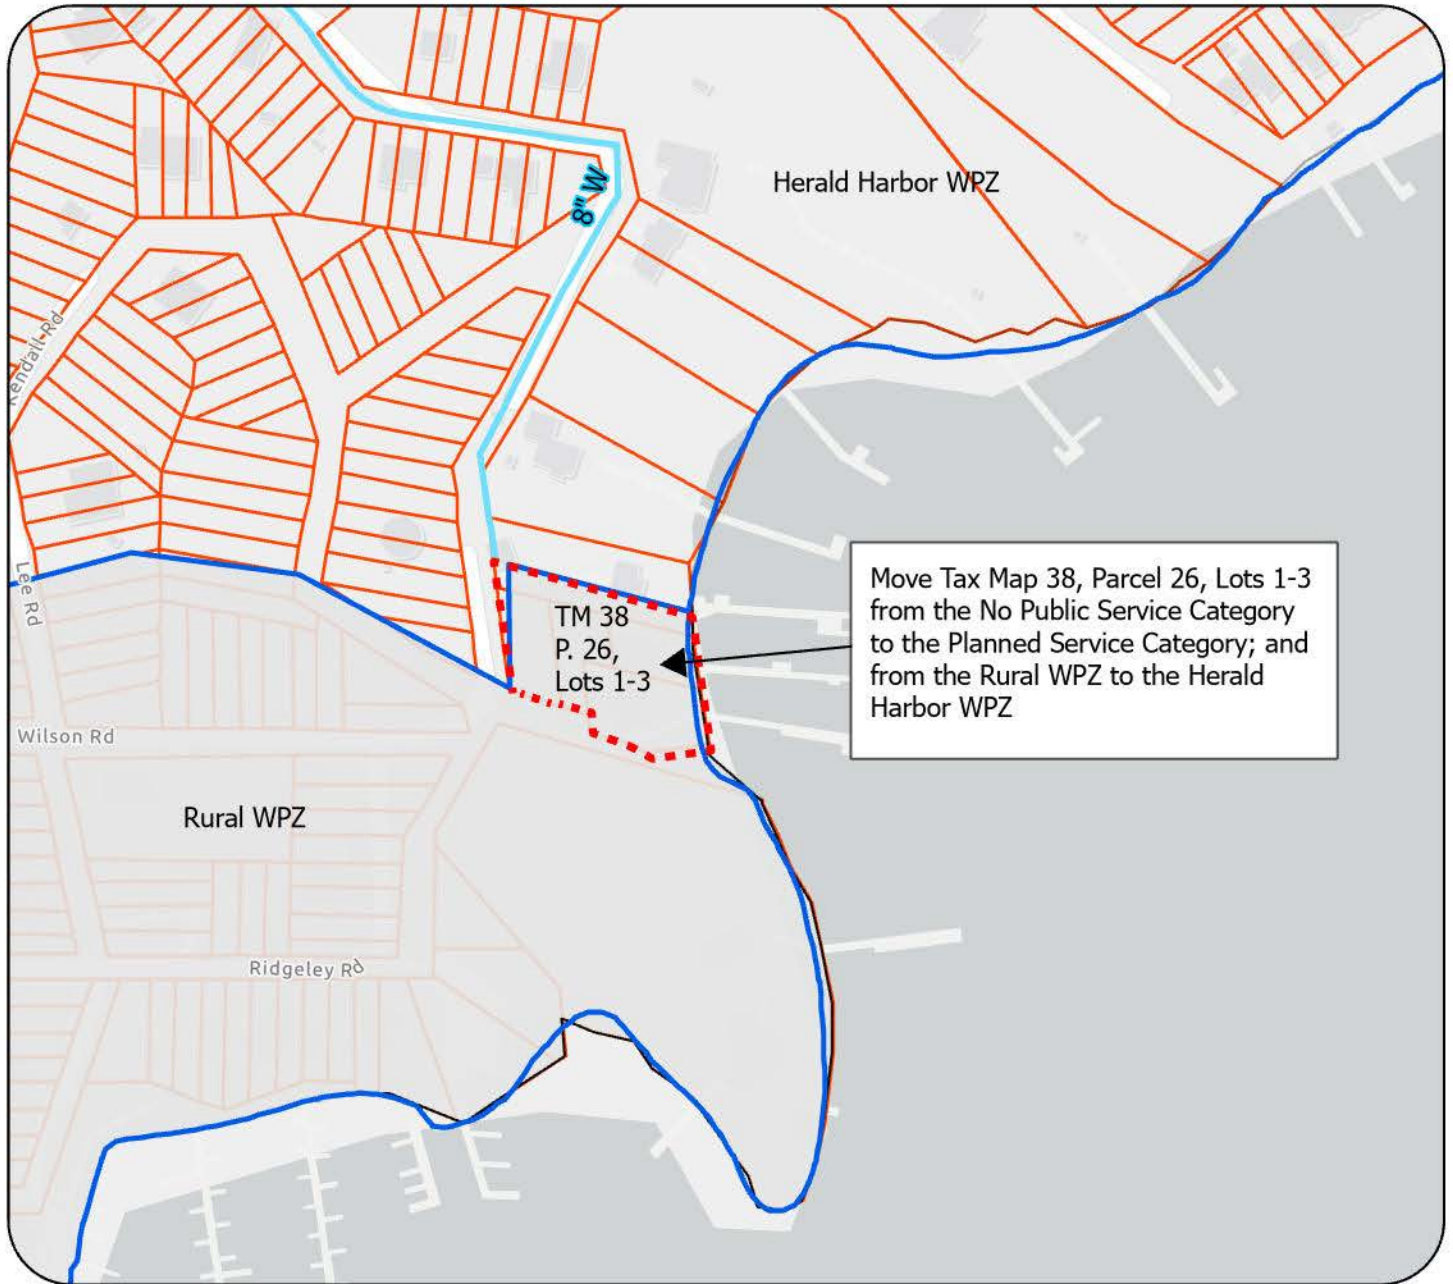 Herald Harbor WPZ
8" W
Kendall Rd
Lee Rd
TM 38
P. 26,
Lots 1-3
Move Tax Map 38, Parcel 26, Lots 1-3
from the No Public Service Category
to the Planned Service Category; and
from the Rural WPZ to the Herald
Harbor WPZ
Wilson Rd
Rural WPZ
Ridgeley Rd